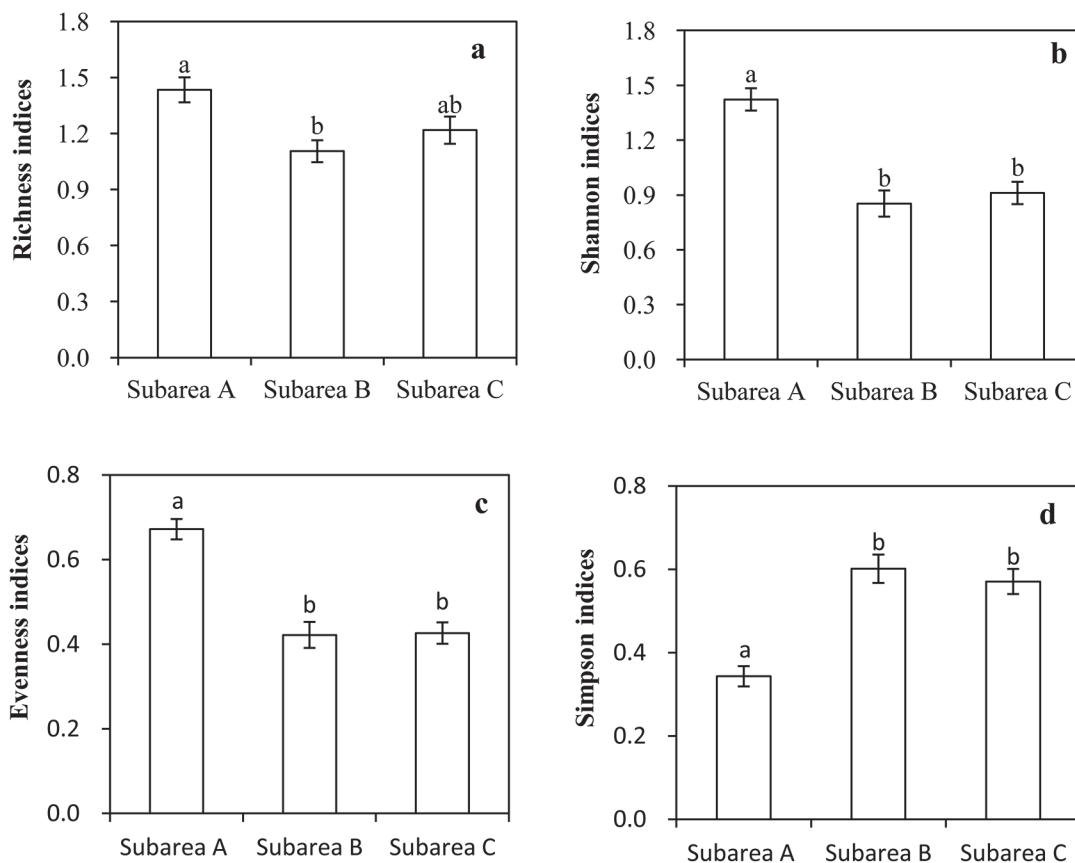 Richness indices
1.8
1.5
1.2
0.9
0.6
0.3
0.0
a
a
b
ab
Subarea A Subarea B Subarea C
Shannon indices
1.8
1.5
1.2
0.9
0.6
0.3
0.0
b
a
b
b
Subarea A Subarea B Subarea C
Evenness indices
0.8
0.6
0.4
0.2
0.0
c
a
b
b
Subarea A Subarea B Subarea C
Simpson indices
0.8
0.6
0.4
0.2
0.0
d
a
b
b
Subarea A Subarea B Subarea C